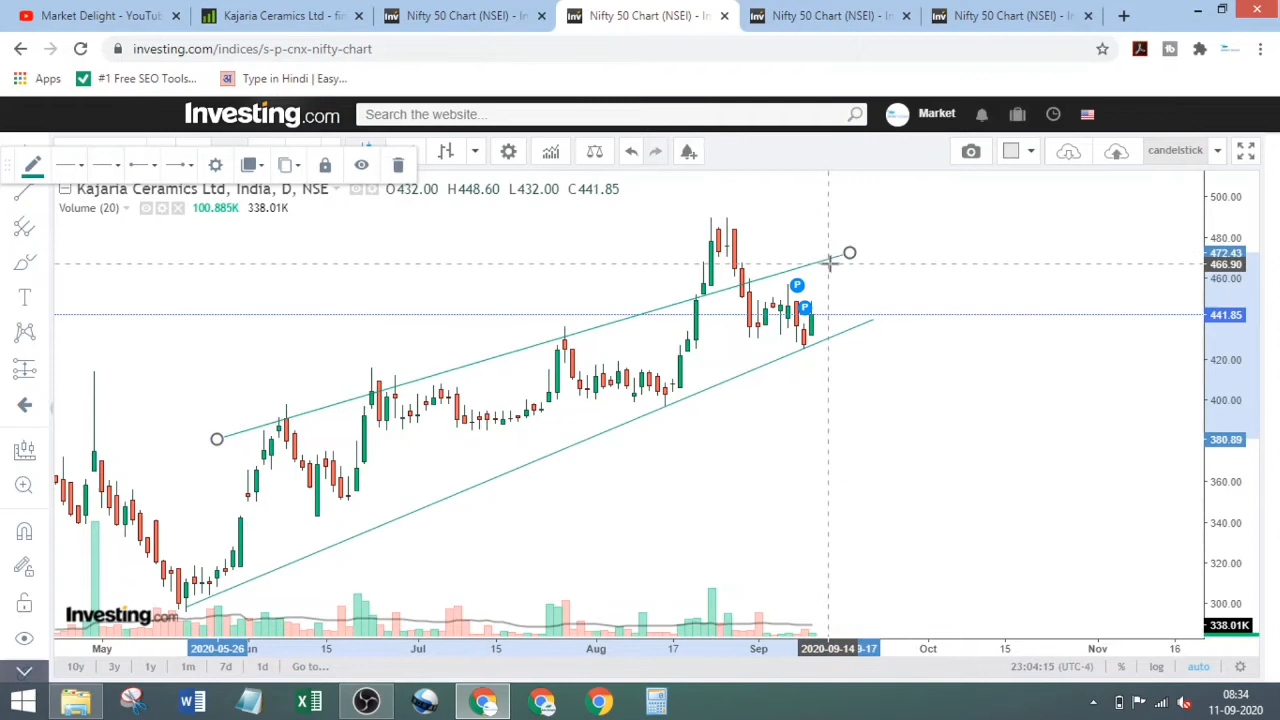 Market Delight - YouTub
Kajaria Ceramics Ltd - fin
Nifty 50 Chart (NSEI) - In
Nifty 50 Chart (NSEI) - In
Nifty 50 Chart (NSEI) - In
Nifty 50 Chart (NSEI) - In
investing.com/indices/s-p-cnx-nifty-chart
Apps
#1 Free SEO Tools...
अ
Type in Hindi | Easy...
Investing.com
Search the website...
Market
candlestick
Kajaria Ceramics Ltd, India, D, NSE
O432.00 H448.60 L432.00 C441.85
Volume (20) 100.885K 338.01K
500.00
480.00
472.43
466.90
460.00
P
P
441.85
420.00
400.00
380.89
360.00
340.00
320.00
300.00
Investing.com
338.01K
May 2020-05-26 n 15 Jul 15 Aug 17 Sep 2020-09-14 9-17 Oct Nov 16
10y 3y 1y 1m 7d 1d Go to... 23:04:15 (UTC-4) % log auto
08:34
11-09-2020